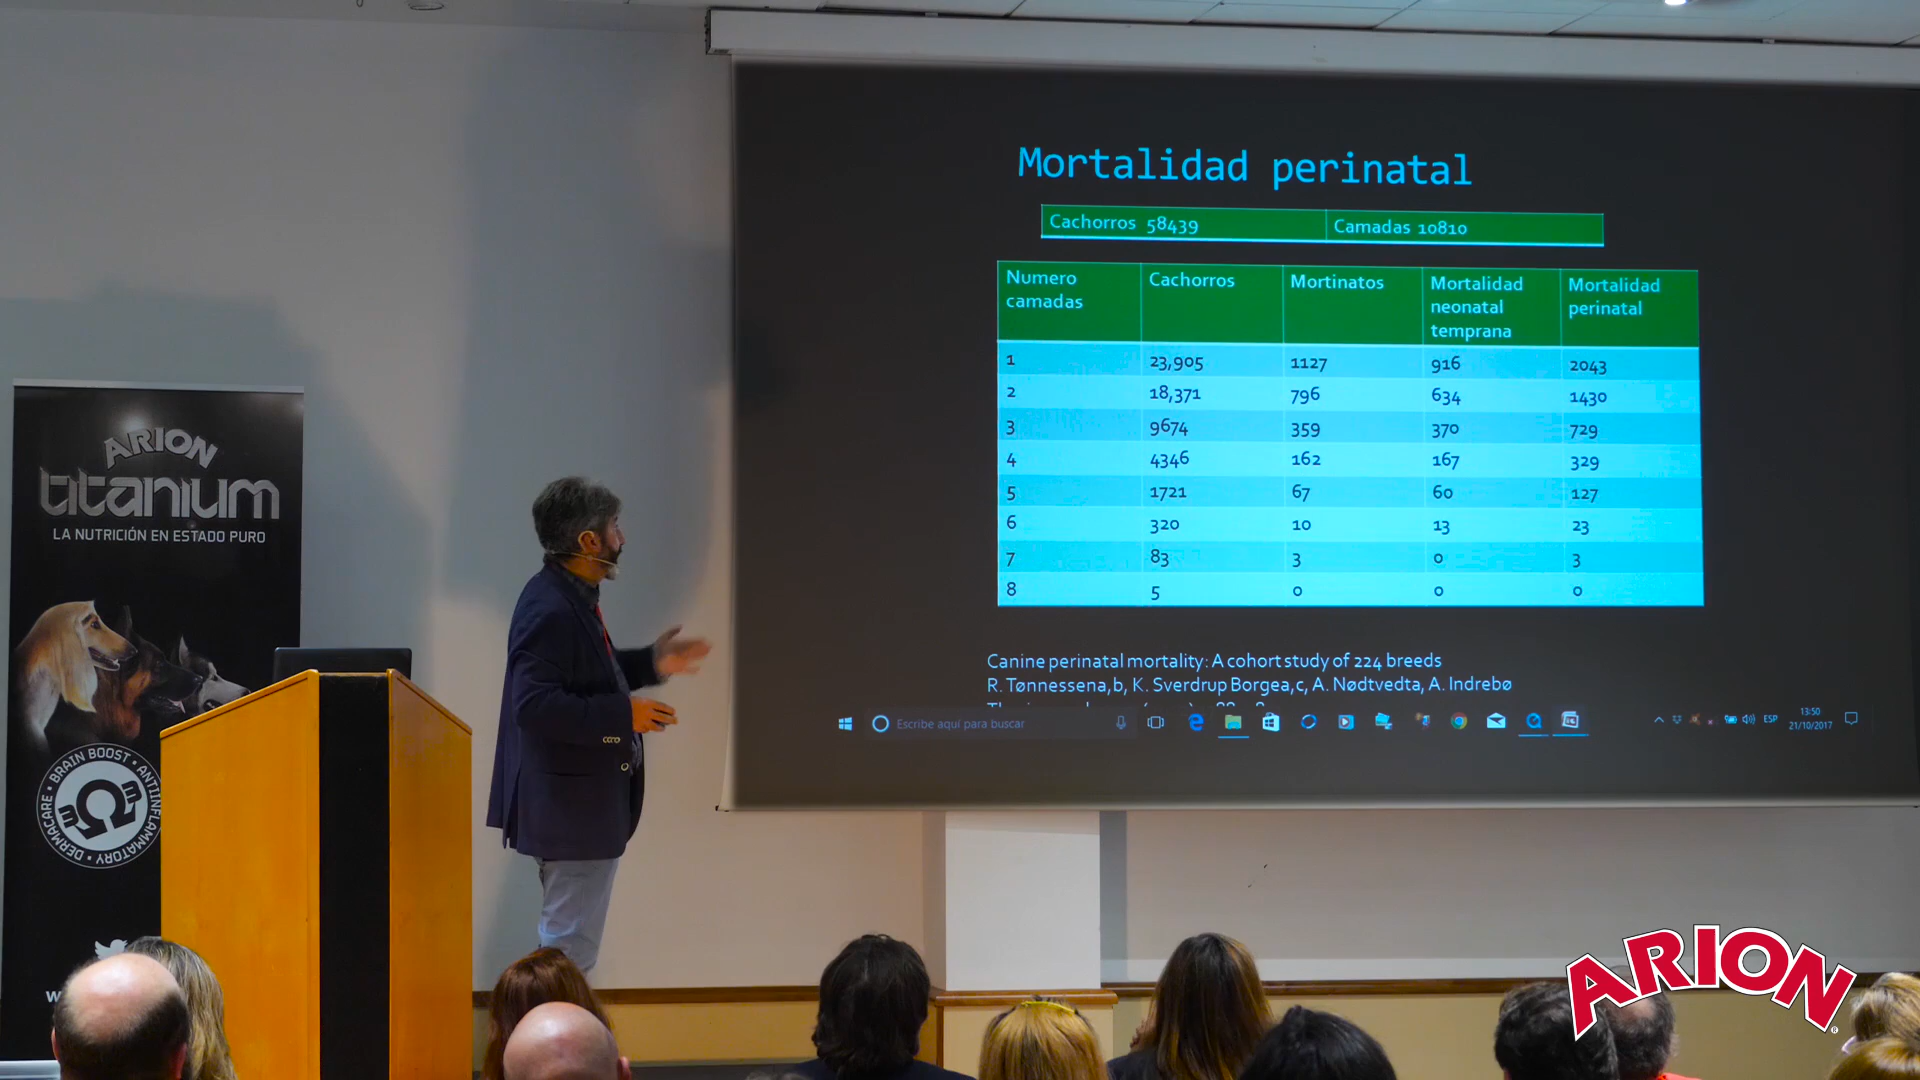 Mortalidad perinatal
Cachorros 58439 Camadas 10810
Numero camadas Cachorros Mortinatos Mortalidad neonatal temprana Mortalidad perinatal
1 23,905 1127 916 2043
2 18,371 796 634 1430
3 9674 359 370 729
4 4346 162 167 329
5 1721 67 60 127
6 320 10 13 23
7 83 3 0 3
8 5 0 0 0
Canine perinatal mortality: A cohort study of 224 breeds
R. Tønnessena,b, K. Sverdrup Borgea,c, A. Nødtvedta, A. Indrebø
Escribe aquí para buscar
ESP
13:50
21/10/2017
ARION
titanium
LA NUTRICIÓN EN ESTADO PURO
BRAIN BOOST • ANTIINFLAMMATORY • DERMACARE •
3Ω3
W
ARION
®